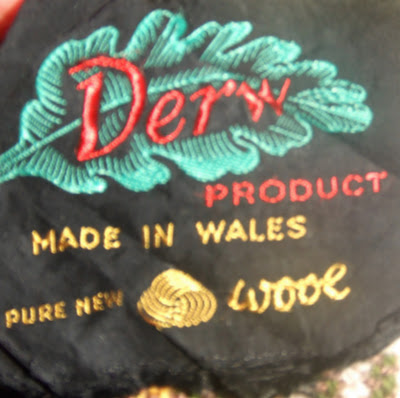 Derw
PRODUCT
MADE IN WALES
PURE NEW wool